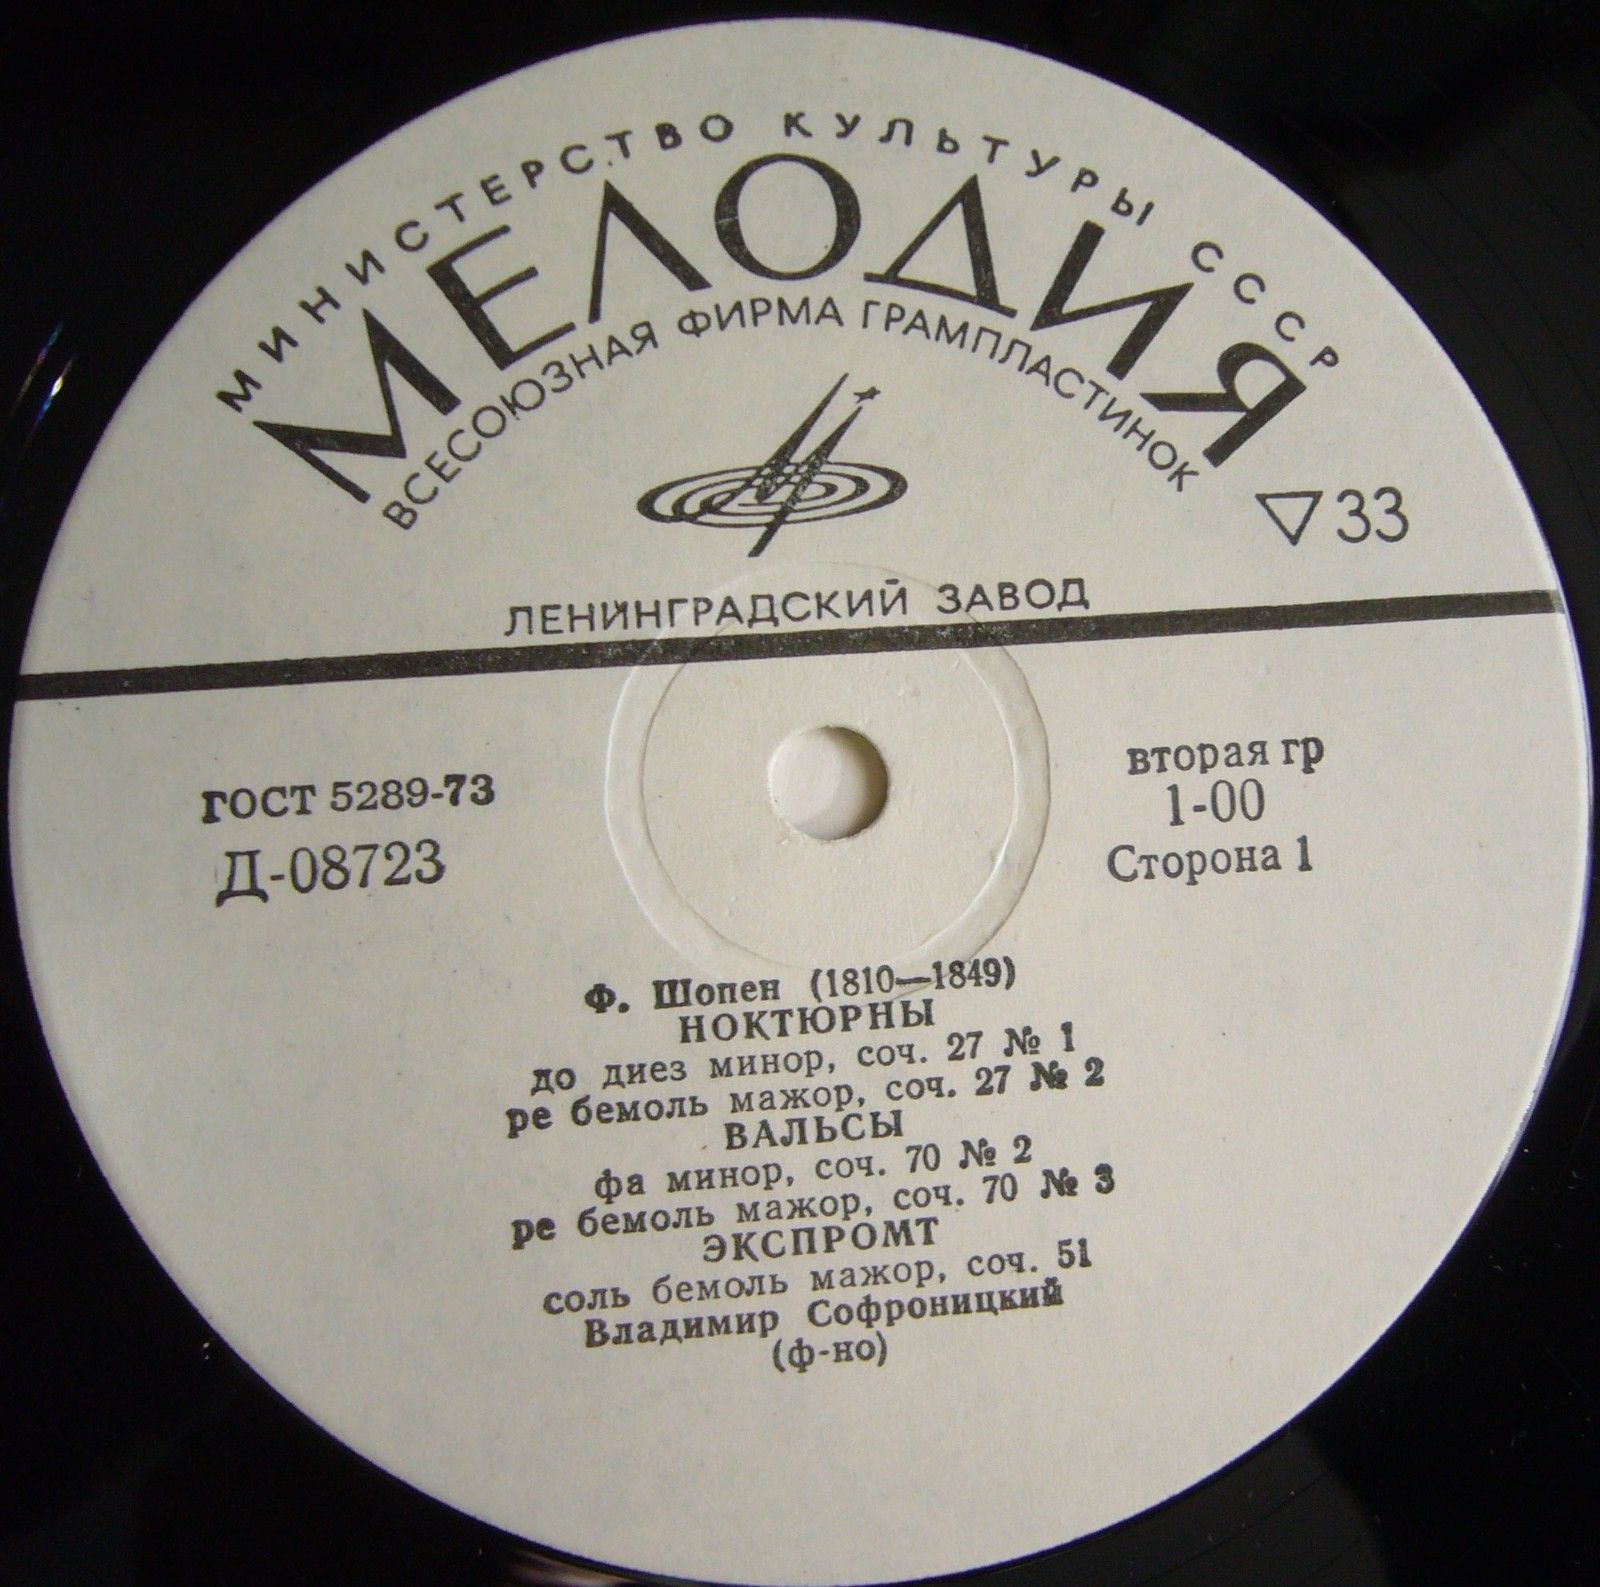 МИНИСТЕРСТВО КУЛЬТУРЫ СССР
МЕЛОДИЯ
ВСЕСОЮЗНАЯ ФИРМА ГРАМПЛАСТИНОК
33
ЛЕНИНГРАДСКИЙ ЗАВОД
ГОСТ 5289-73
Д-08723
вторая гр
1-00
Сторона 1
Ф. Шопен (1810—1849)
НОКТЮРНЫ
до диез минор, соч. 27 № 1
ре бемоль мажор, соч. 27 № 2
ВАЛЬСЫ
фа минор, соч. 70 № 2
ре бемоль мажор, соч. 70 № 3
ЭКСПРОМТ
соль бемоль мажор, соч. 51
Владимир Софроницкий
(ф-но)